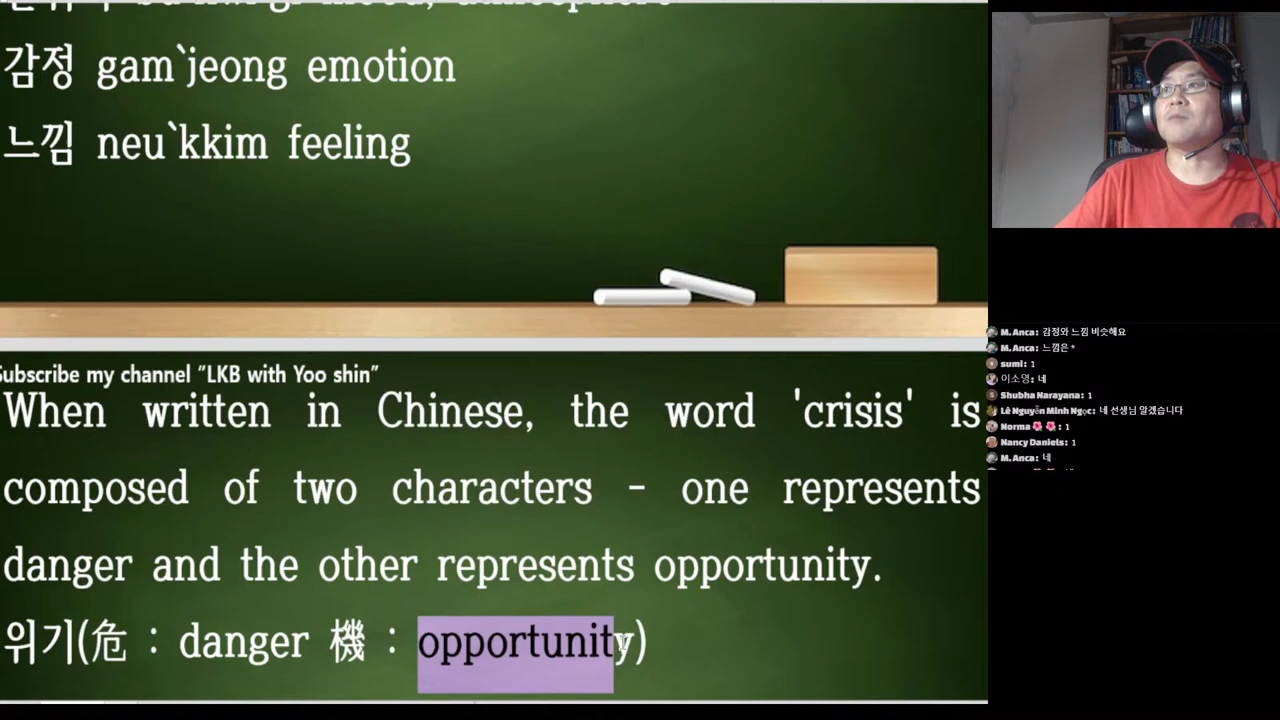 감정 gam`jeong emotion
느낌 neu`kkim feeling
Subscribe my channel "LKB with Yoo shin"
When written in Chinese, the word 'crisis' is
composed of two characters - one represents
danger and the other represents opportunity.
위기(危 : danger 機 : opportunity)
M. Anca: 감정와 느낌 비슷해요
M. Anca: 느낌은 *
sumi: 1
이소영: 네
Shubha Narayana: 1
Lê Nguyễn Minh Ngọc: 네 선생님 알겠습니다
Norma 🌺 🌺 : 1
Nancy Daniels: 1
M. Anca: 네